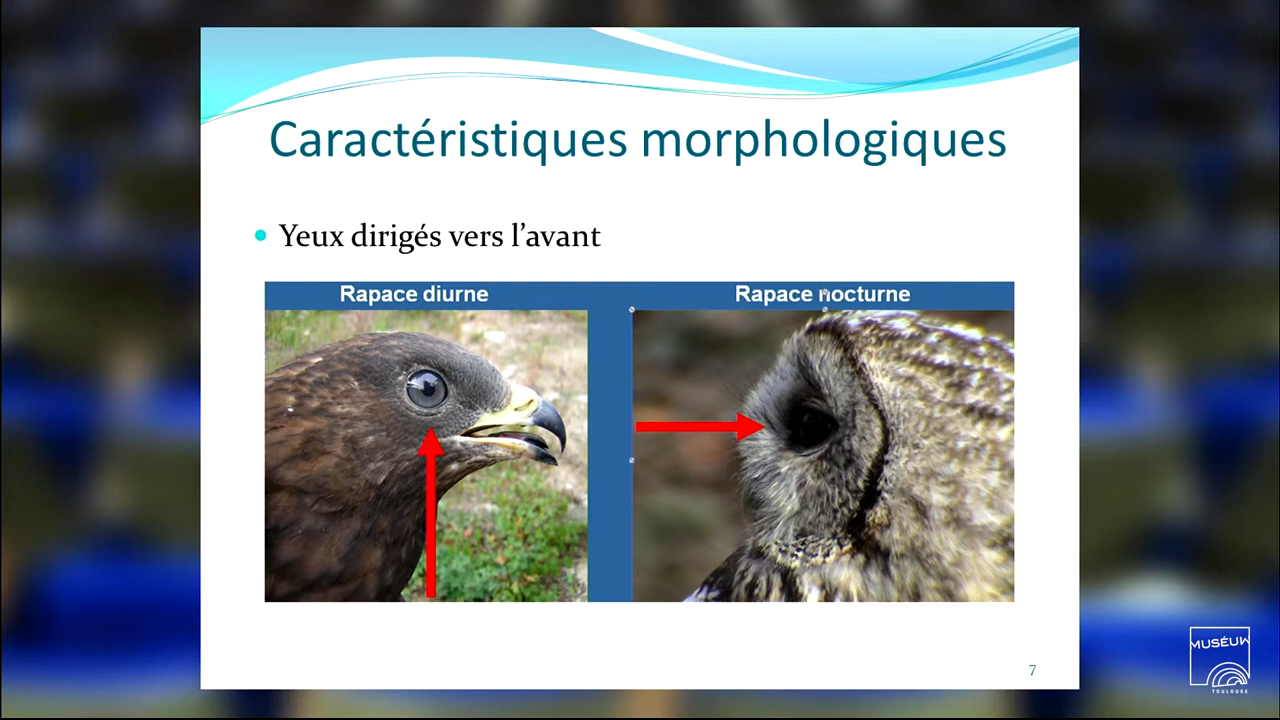 Caractéristiques morphologiques
Yeux dirigés vers l'avant
Rapace diurne
Rapace nocturne
7
MUSÉUM
TOULOUSE